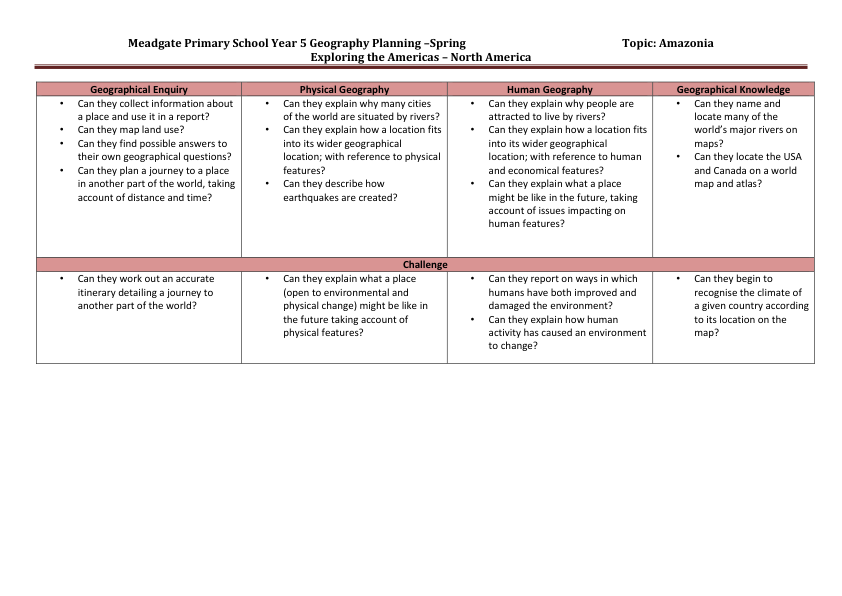 Meadgate Primary School Year 5 Geography Planning –Spring Topic: Amazonia
Exploring the Americas – North America
Geographical Enquiry
• Can they collect information about
a place and use it in a report?
• Can they map land use?
• Can they find possible answers to
their own geographical questions?
• Can they plan a journey to a place
in another part of the world, taking
account of distance and time?
Physical Geography
• Can they explain why many cities
of the world are situated by rivers?
• Can they explain how a location fits
into its wider geographical
location; with reference to physical
features?
• Can they describe how
earthquakes are created?
Human Geography
• Can they explain why people are
attracted to live by rivers?
• Can they explain how a location fits
into its wider geographical
location; with reference to human
and economical features?
• Can they explain what a place
might be like in the future, taking
account of issues impacting on
human features?
Geographical Knowledge
• Can they name and
locate many of the
world’s major rivers on
maps?
• Can they locate the USA
and Canada on a world
map and atlas?
Challenge
• Can they work out an accurate
itinerary detailing a journey to
another part of the world?
• Can they explain what a place
(open to environmental and
physical change) might be like in
the future taking account of
physical features?
• Can they report on ways in which
humans have both improved and
damaged the environment?
• Can they explain how human
activity has caused an environment
to change?
• Can they begin to
recognise the climate of
a given country according
to its location on the
map?